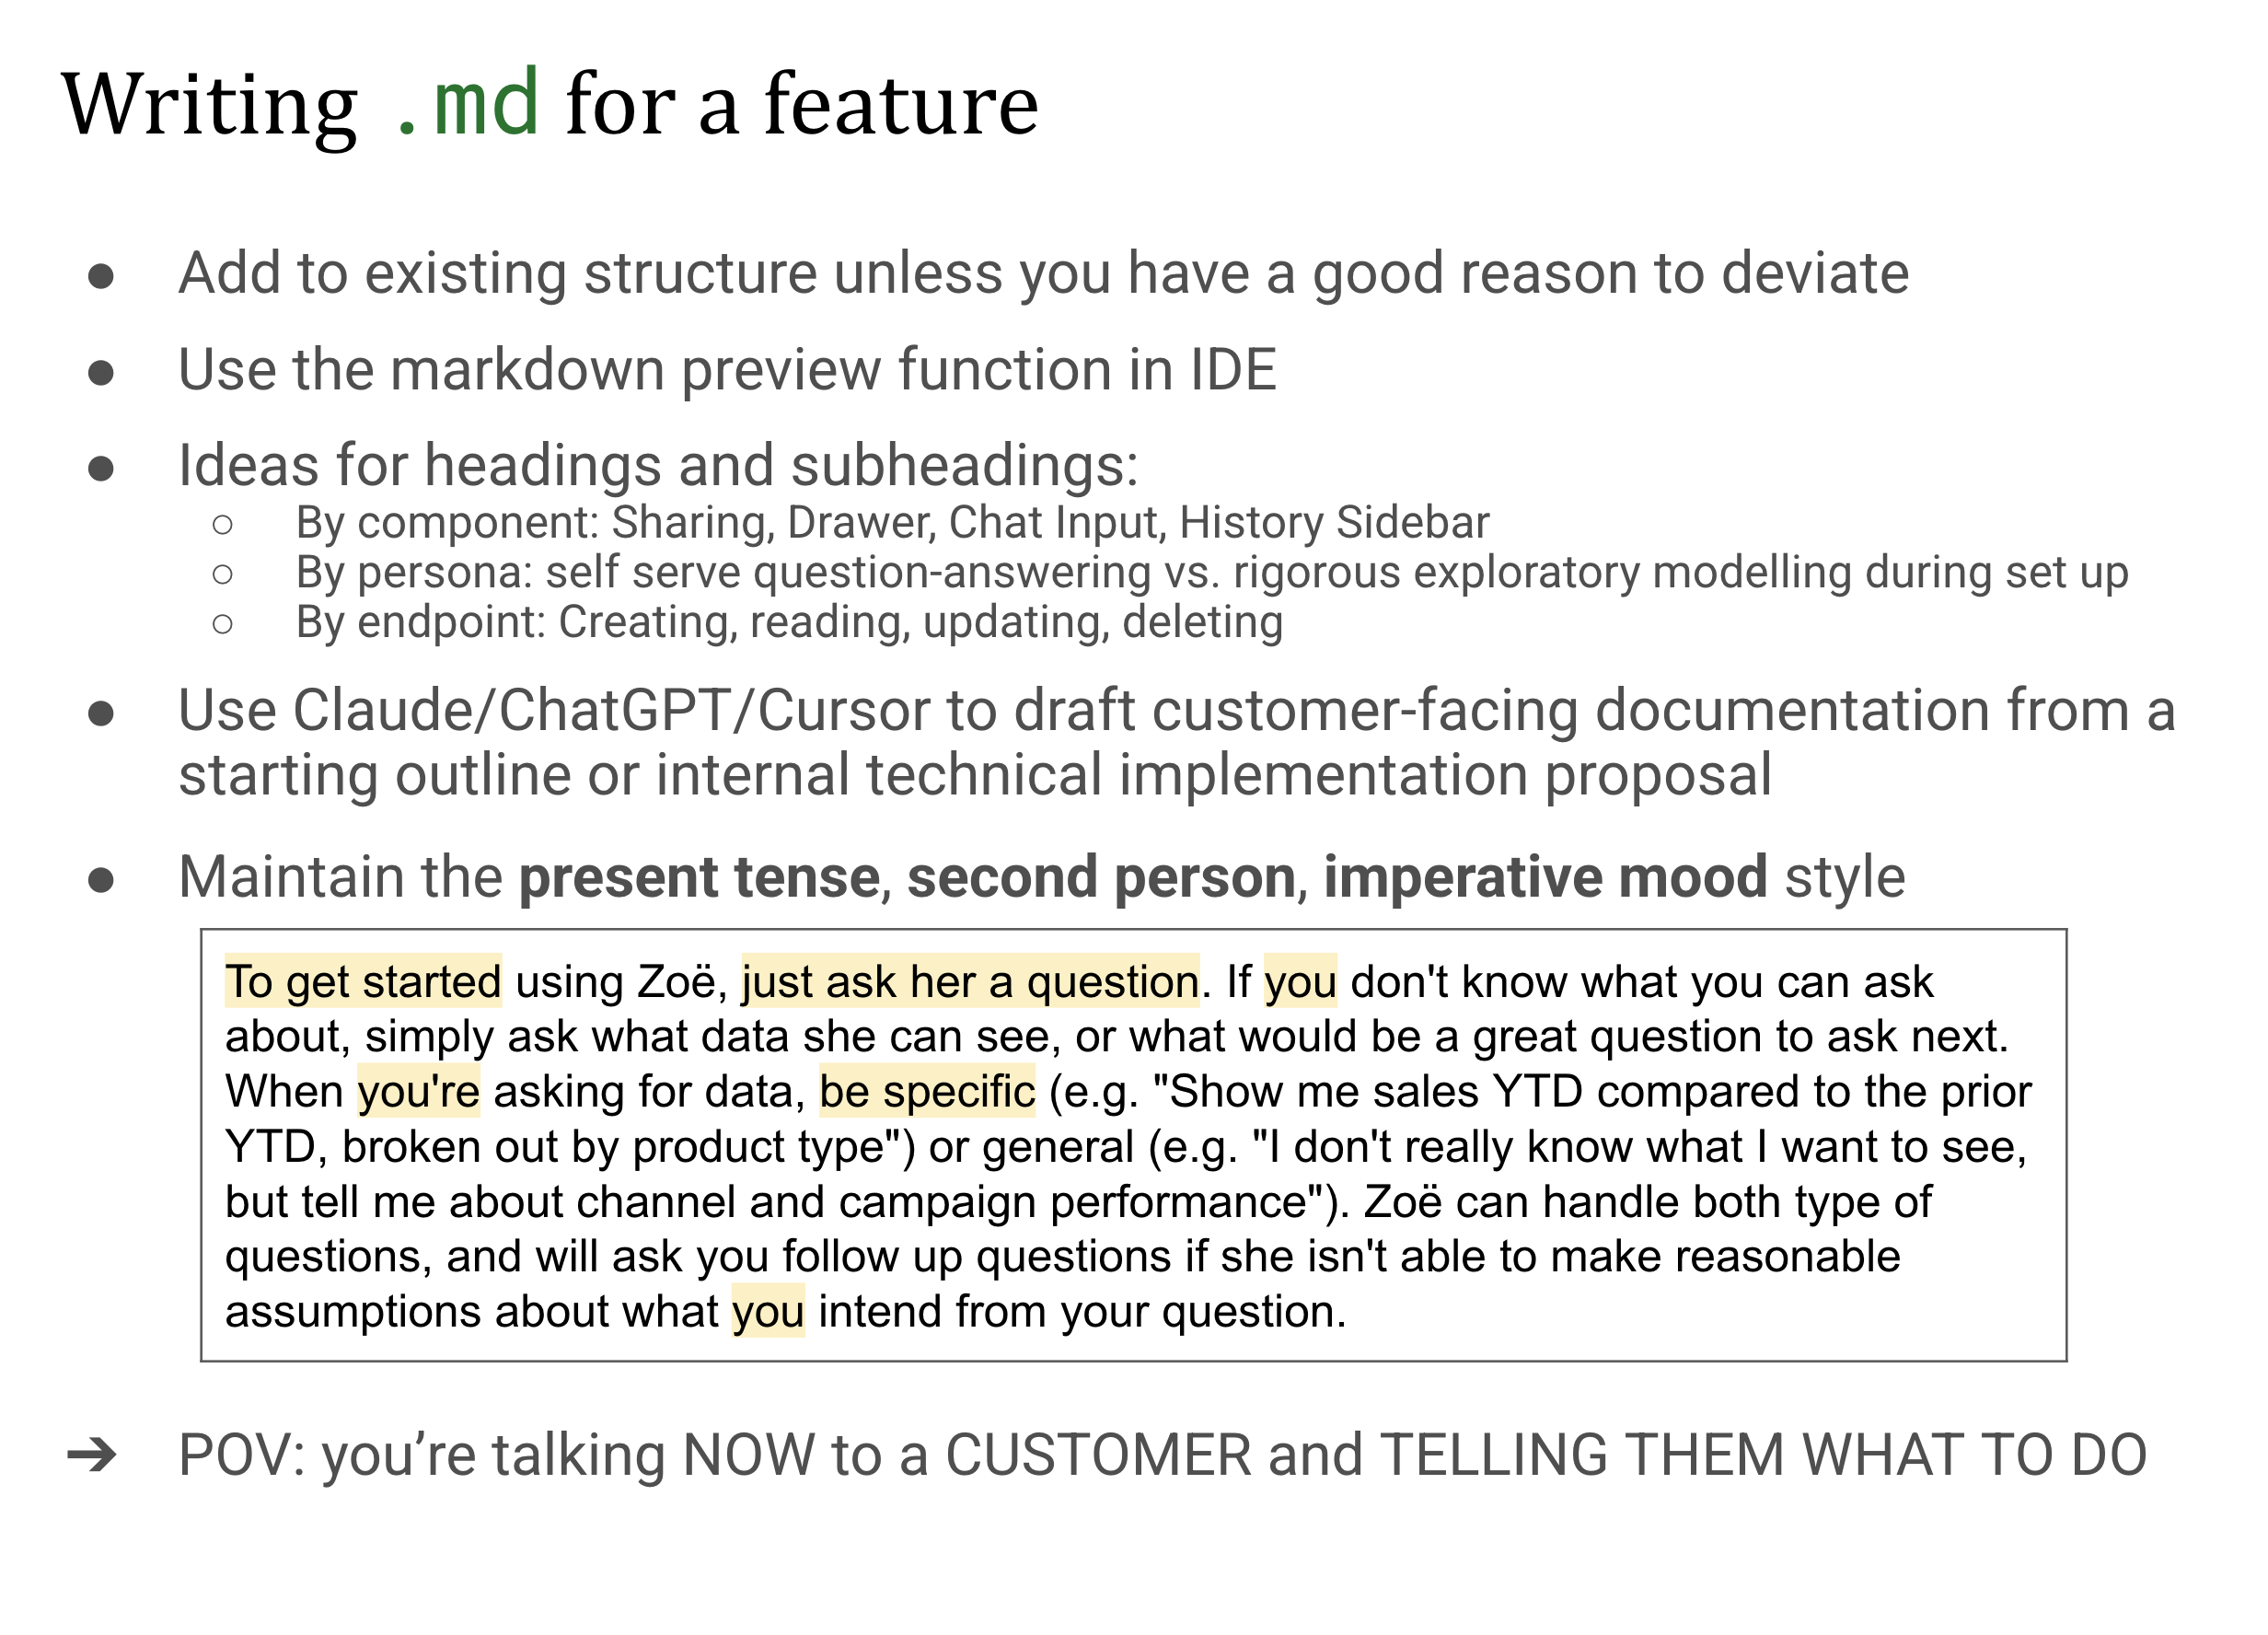 Writing .md for a feature
● Add to existing structure unless you have a good reason to deviate
● Use the markdown preview function in IDE
● Ideas for headings and subheadings:
○ By component: Sharing, Drawer, Chat Input, History Sidebar
○ By persona: self serve question-answering vs. rigorous exploratory modelling during set up
○ By endpoint: Creating, reading, updating, deleting
● Use Claude/ChatGPT/Cursor to draft customer-facing documentation from a
starting outline or internal technical implementation proposal
● Maintain the present tense, second person, imperative mood style
To get started using Zoë, just ask her a question. If you don't know what you can ask
about, simply ask what data she can see, or what would be a great question to ask next.
When you're asking for data, be specific (e.g. "Show me sales YTD compared to the prior
YTD, broken out by product type") or general (e.g. "I don't really know what I want to see,
but tell me about channel and campaign performance"). Zoë can handle both type of
questions, and will ask you follow up questions if she isn't able to make reasonable
assumptions about what you intend from your question.
➔ POV: you’re talking NOW to a CUSTOMER and TELLING THEM WHAT TO DO